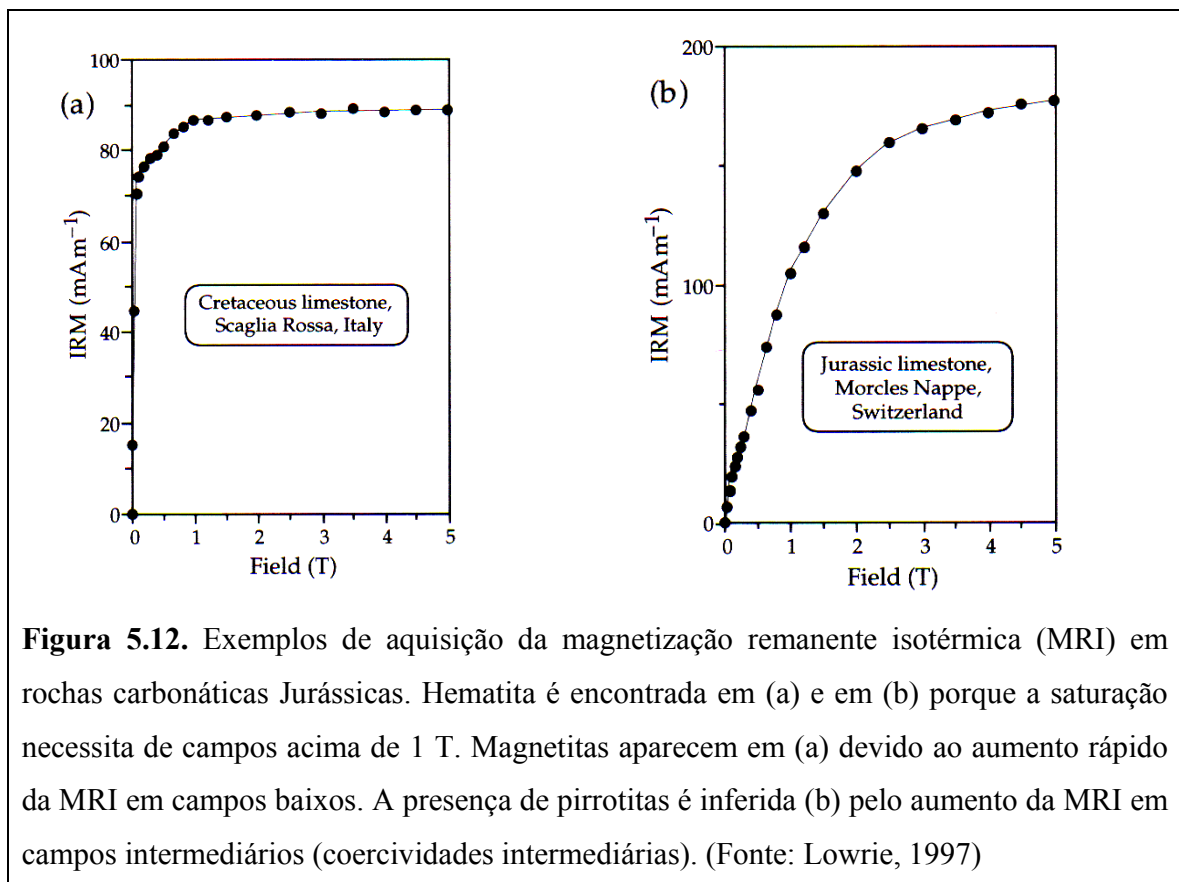 (a)
100
80
60
40
20
0
IRM (mAm⁻¹)
Cretaceous limestone,
Scaglia Rossa, Italy
0 1 2 3 4 5
Field (T)
(b)
200
100
0
IRM (mAm⁻¹)
Jurassic limestone,
Morcles Nappe,
Switzerland
0 1 2 3 4 5
Field (T)
Figura 5.12. Exemplos de aquisição da magnetização remanente isotérmica (MRI) em
rochas carbonáticas Jurássicas. Hematita é encontrada em (a) e em (b) porque a saturação
necessita de campos acima de 1 T. Magnetitas aparecem em (a) devido ao aumento rápido
da MRI em campos baixos. A presença de pirrotitas é inferida (b) pelo aumento da MRI em
campos intermediários (coercividades intermediárias). (Fonte: Lowrie, 1997)